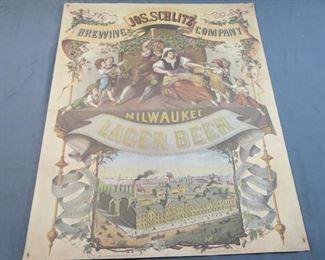 JOS. SCHLITZ
BREWING COMPANY
MILWAUKEE
LAGER BEER